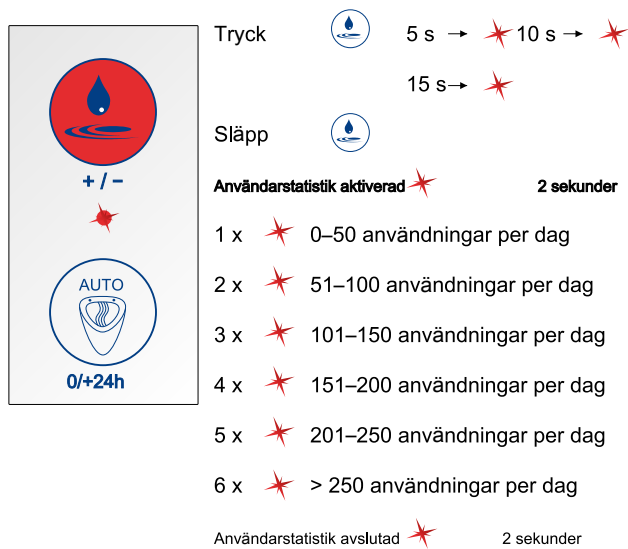 Tryck 5 s → 10 s →
15 s →
Släpp
+ / −
Användarstatistik aktiverad 2 sekunder
1 x 0–50 användningar per dag
2 x 51–100 användningar per dag
AUTO
3 x 101–150 användningar per dag
0/+24h
4 x 151–200 användningar per dag
5 x 201–250 användningar per dag
6 x > 250 användningar per dag
Användarstatistik avslutad 2 sekunder